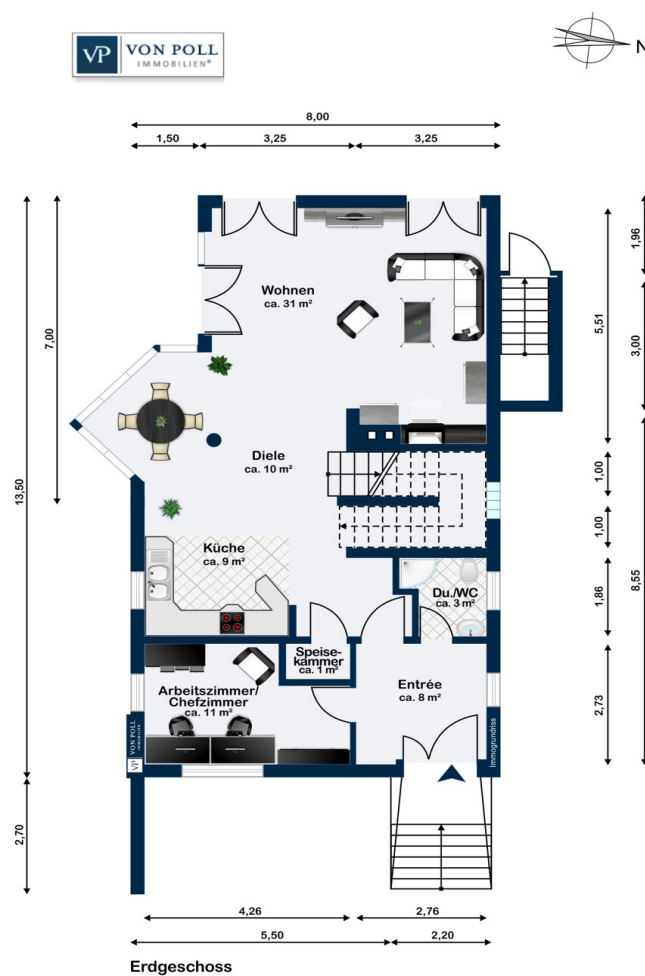 VP VON POLL
IMMOBILIEN®
N
8,00
1,50 3,25 3,25
Wohnen
ca. 31 m²
1,96
5,51
3,00
7,00
Diele
ca. 10 m²
13,50
1,00
1,00
Küche
ca. 9 m²
Du./WC
ca. 3 m²
1,86
8,55
Speise-
kammer
ca. 1 m²
Arbeitszimmer/
Chefzimmer
ca. 11 m²
Entrée
ca. 8 m²
2,73
VP VON POLL
IMMOBILIEN
Immogrundriss
2,70
4,26 2,76
5,50 2,20
Erdgeschoss